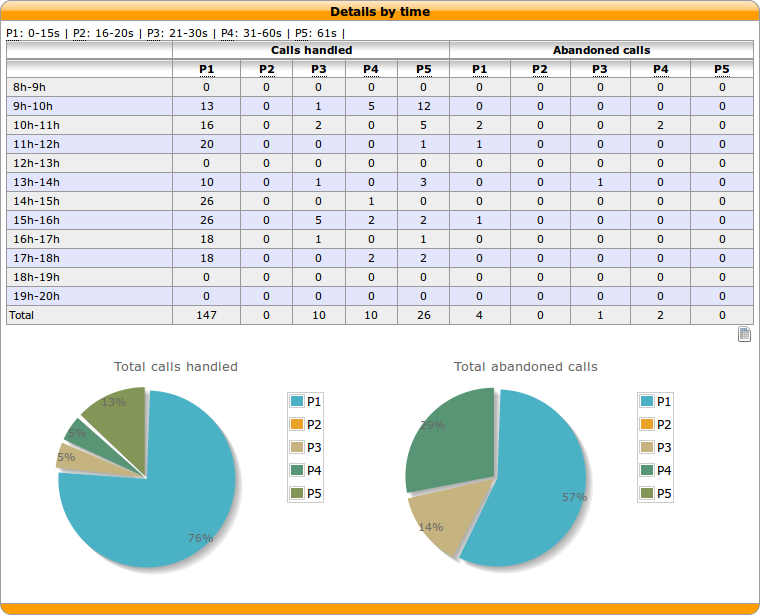 Details by time
P1: 0-15s | P2: 16-20s | P3: 21-30s | P4: 31-60s | P5: 61s |
Calls handled Abandoned calls
P1 P2 P3 P4 P5 P1 P2 P3 P4 P5
8h-9h 0 0 0 0 0 0 0 0 0 0
9h-10h 13 0 1 5 12 0 0 0 0 0
10h-11h 16 0 2 0 5 2 0 0 2 0
11h-12h 20 0 0 0 1 1 0 0 0 0
12h-13h 0 0 0 0 0 0 0 0 0 0
13h-14h 10 0 1 0 3 0 0 1 0 0
14h-15h 26 0 0 1 0 0 0 0 0 0
15h-16h 26 0 5 2 2 1 0 0 0 0
16h-17h 18 0 1 0 1 0 0 0 0 0
17h-18h 18 0 0 2 2 0 0 0 0 0
18h-19h 0 0 0 0 0 0 0 0 0 0
19h-20h 0 0 0 0 0 0 0 0 0 0
Total 147 0 10 10 26 4 0 1 2 0
Total calls handled
13%
5%
5%
76%
P1
P2
P3
P4
P5
Total abandoned calls
29%
14%
57%
P1
P2
P3
P4
P5